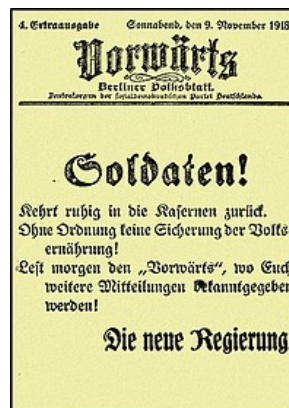 4. Extraausgabe Sonnabend, den 9. November 1918
Vorwärts
Berliner Volksblatt.
Zentralorgan der sozialdemokratischen Partei Deutschlands.
Soldaten!
Kehrt ruhig in die Kasernen zurück.
Ohne Ordnung keine Sicherung der Volks-
ernährung!
Lest morgen den „Vorwärts“, wo Euch
weitere Mitteilungen bekanntgegeben
werden!
Die neue Regierung